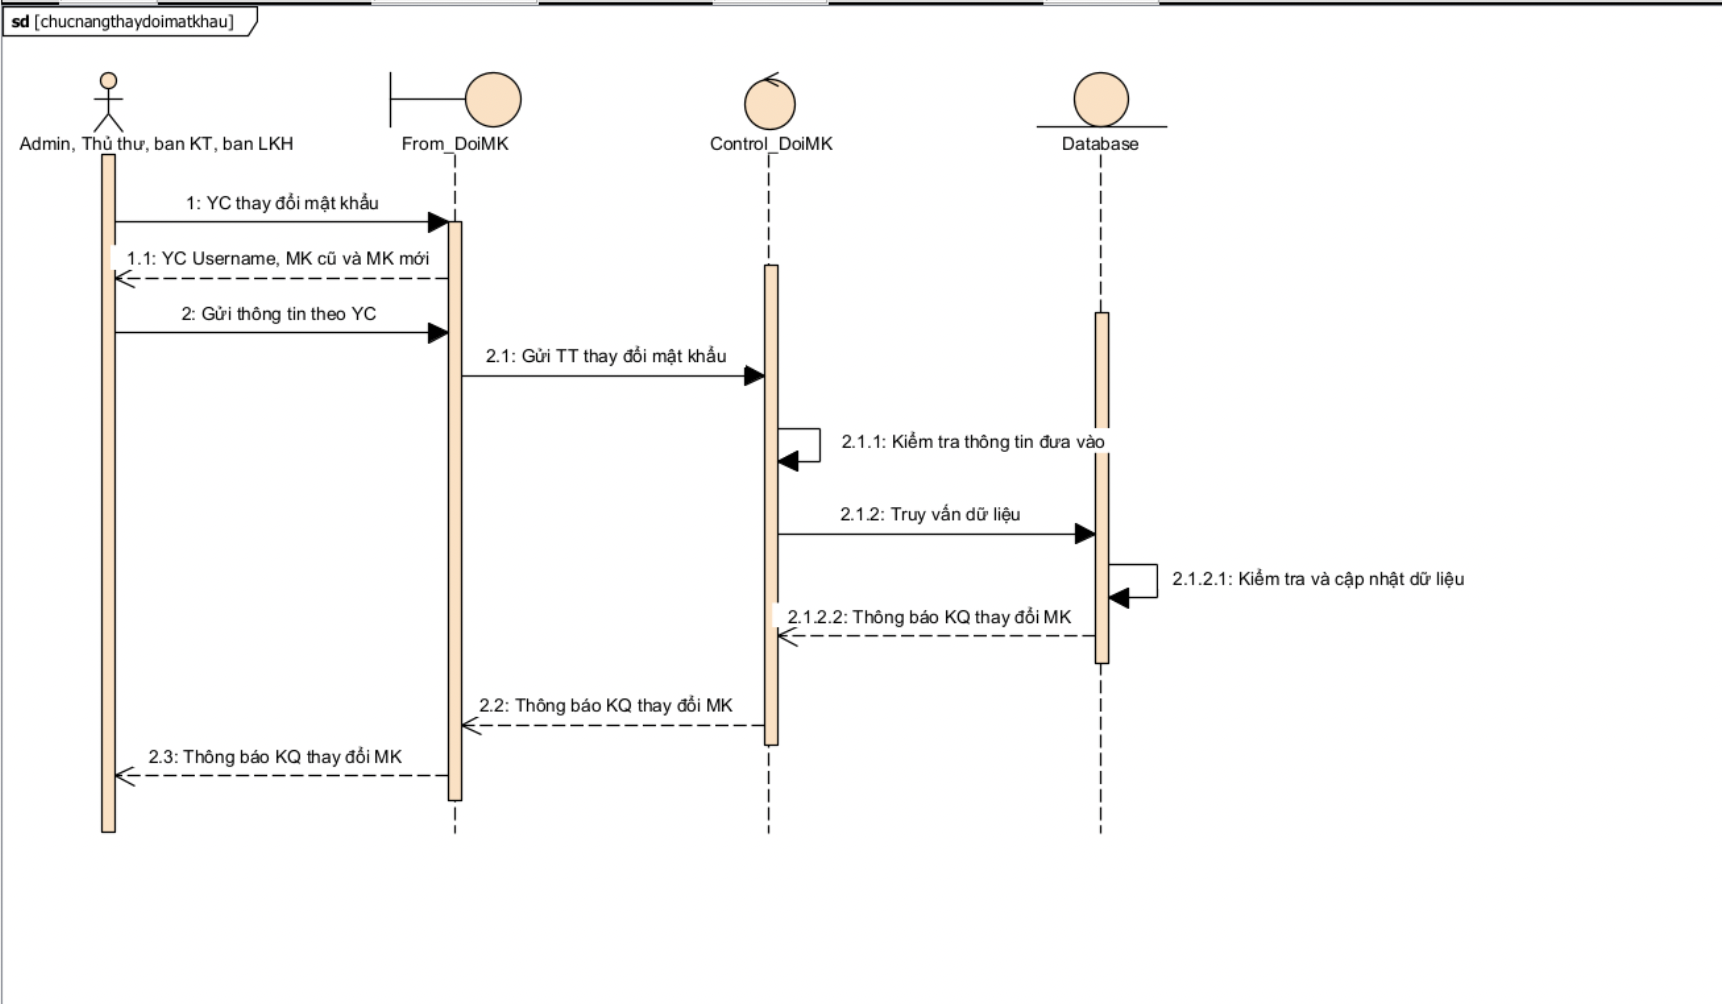 sd [chucnangthaydoimatkhau]
Admin, Thủ thư, ban KT, ban LKH
From_DoiMK
Control_DoiMK
Database
1: YC thay đổi mật khẩu
1.1: YC Username, MK cũ và MK mới
2: Gửi thông tin theo YC
2.1: Gửi TT thay đổi mật khẩu
2.1.1: Kiểm tra thông tin đưa vào
2.1.2: Truy vấn dữ liệu
2.1.2.1: Kiểm tra và cập nhật dữ liệu
2.1.2.2: Thông báo KQ thay đổi MK
2.2: Thông báo KQ thay đổi MK
2.3: Thông báo KQ thay đổi MK